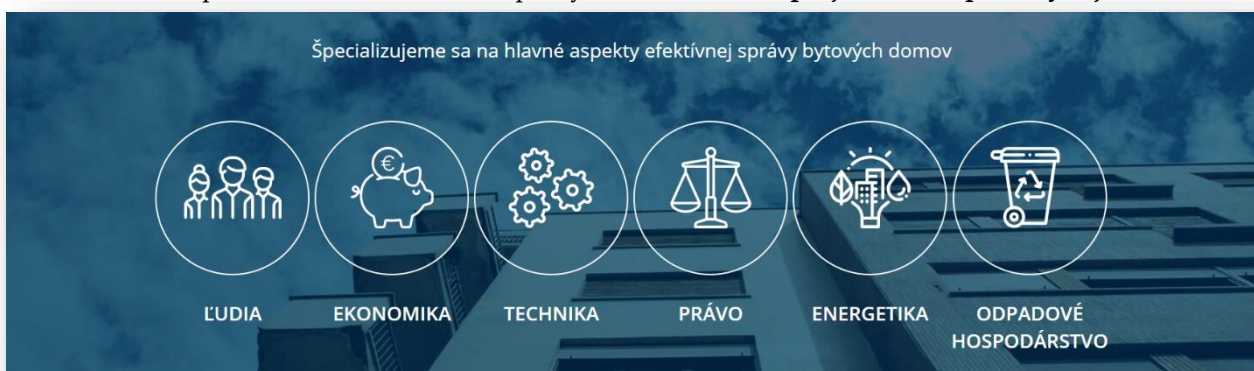 Špecializujeme sa na hlavné aspekty efektívnej správy bytových domov
€
ĽUDIA EKONOMIKA TECHNIKA PRÁVO ENERGETIKA ODPADOVÉ
HOSPODÁRSTVO